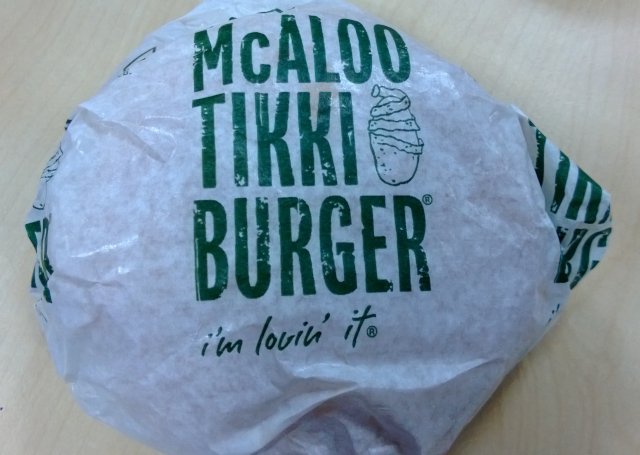 McALOO
TIKKI
BURGER®
i'm lovin' it®